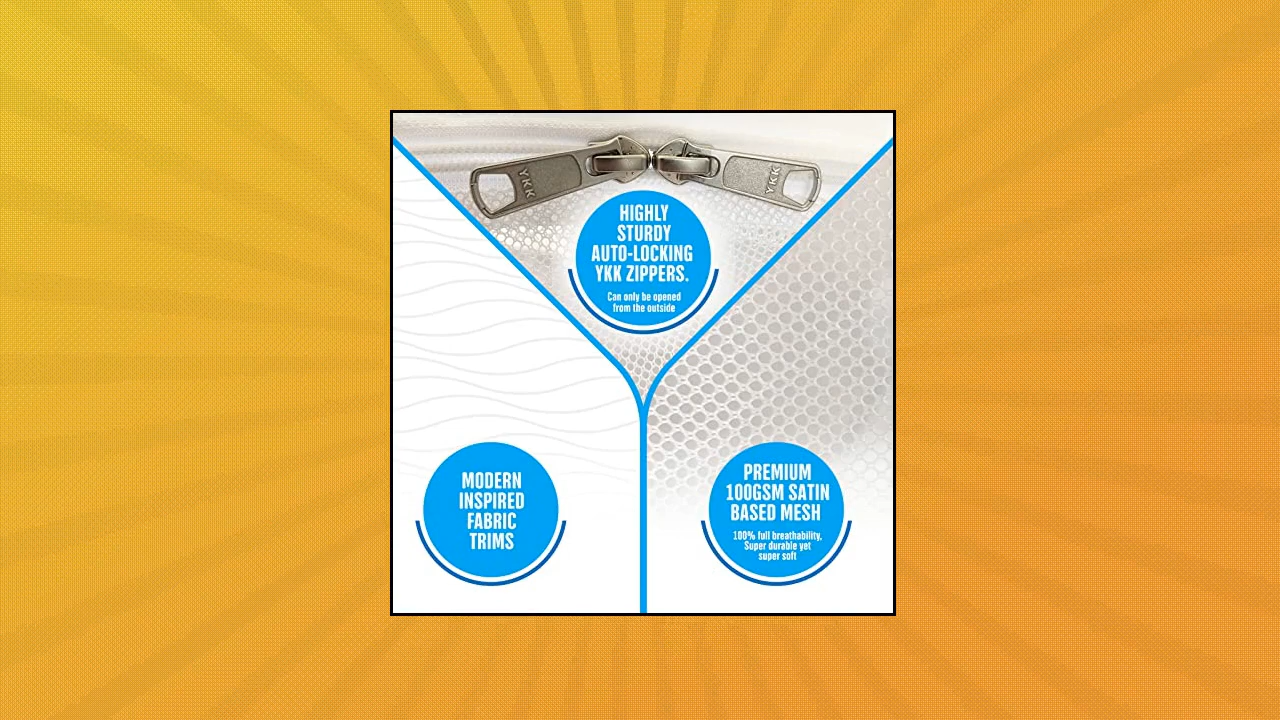 YKK
YKK
HIGHLY
STURDY
AUTO-LOCKING
YKK ZIPPERS.
Can only be opened
from the outside
MODERN
INSPIRED
FABRIC
TRIMS
PREMIUM
100GSM SATIN
BASED MESH
100% full breathability,
Super durable yet
super soft